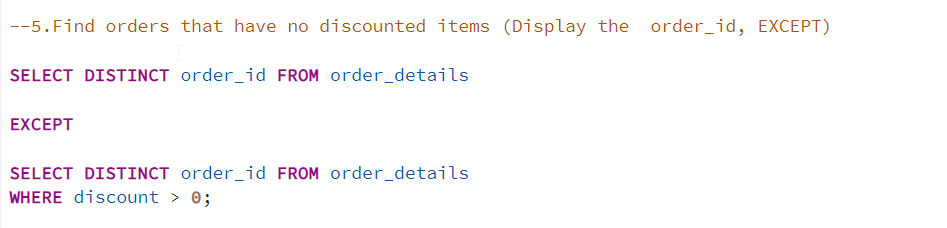 --5.Find orders that have no discounted items (Display the  order_id, EXCEPT)
SELECT DISTINCT order_id FROM order_details
EXCEPT
SELECT DISTINCT order_id FROM order_details
WHERE discount > 0;